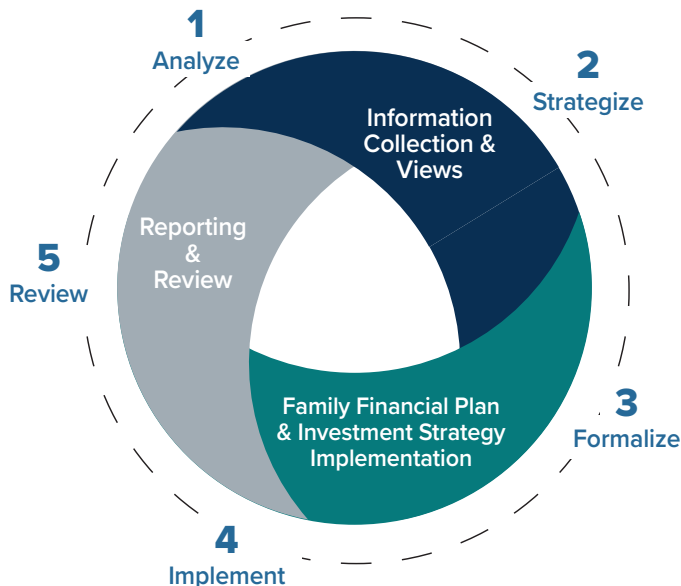 1
Analyze
2
Strategize
Information
Collection &
Views
Reporting
&
Review
5
Review
Family Financial Plan
& Investment Strategy
Implementation
3
Formalize
4
Implement